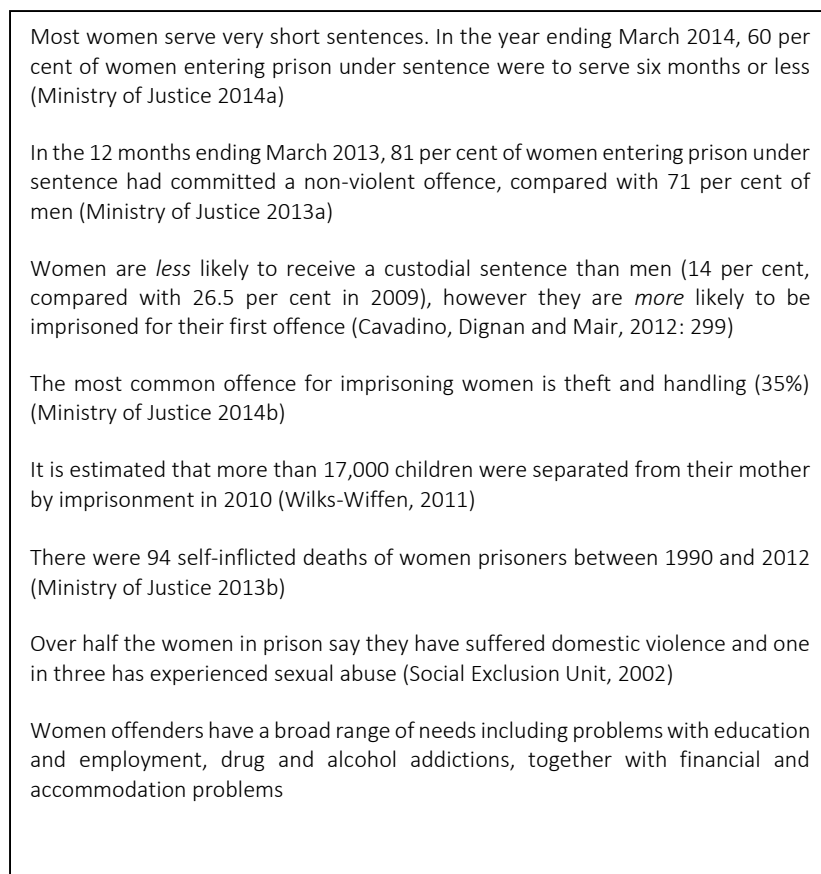 Most women serve very short sentences. In the year ending March 2014, 60 per
cent of women entering prison under sentence were to serve six months or less
(Ministry of Justice 2014a)
In the 12 months ending March 2013, 81 per cent of women entering prison under
sentence had committed a non-violent offence, compared with 71 per cent of
men (Ministry of Justice 2013a)
Women are less likely to receive a custodial sentence than men (14 per cent,
compared with 26.5 per cent in 2009), however they are more likely to be
imprisoned for their first offence (Cavadino, Dignan and Mair, 2012: 299)
The most common offence for imprisoning women is theft and handling (35%)
(Ministry of Justice 2014b)
It is estimated that more than 17,000 children were separated from their mother
by imprisonment in 2010 (Wilks-Wiffen, 2011)
There were 94 self-inflicted deaths of women prisoners between 1990 and 2012
(Ministry of Justice 2013b)
Over half the women in prison say they have suffered domestic violence and one
in three has experienced sexual abuse (Social Exclusion Unit, 2002)
Women offenders have a broad range of needs including problems with education
and employment, drug and alcohol addictions, together with financial and
accommodation problems